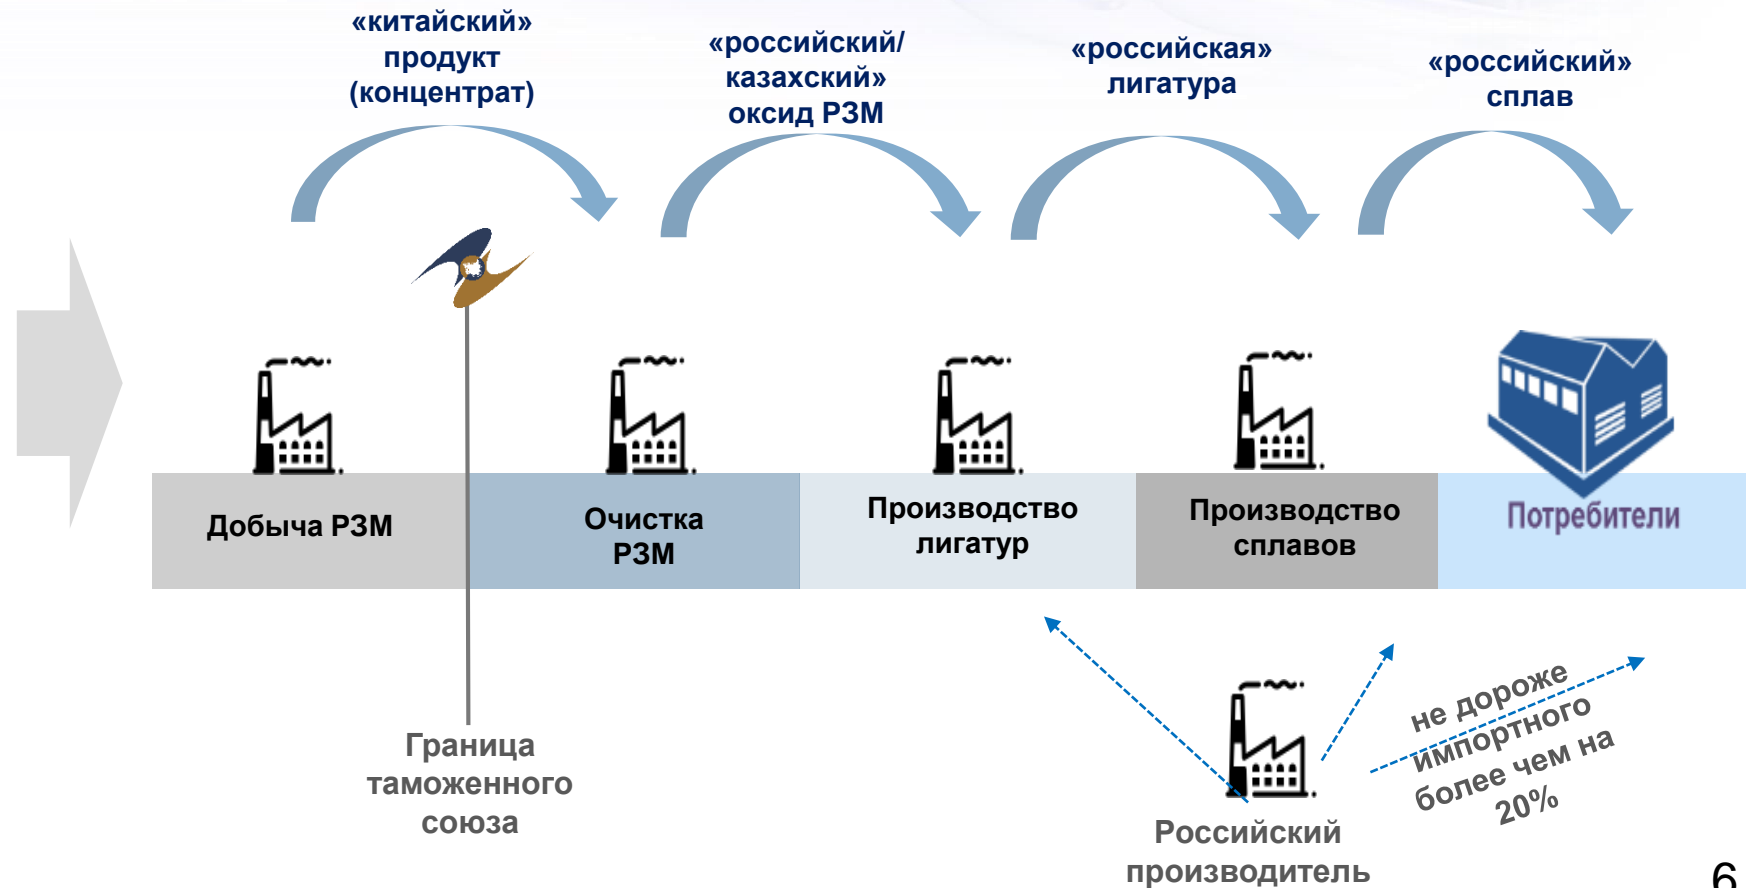 «китайский»
продукт
(концентрат)
«российский/
казахский»
оксид РЗМ
«российская»
лигатура
«российский»
сплав
Добыча РЗМ
Очистка
РЗМ
Производство
лигатур
Производство
сплавов
Потребители
Граница
таможенного
союза
Российский
производитель
не дороже
импортного
более чем на
20%
6